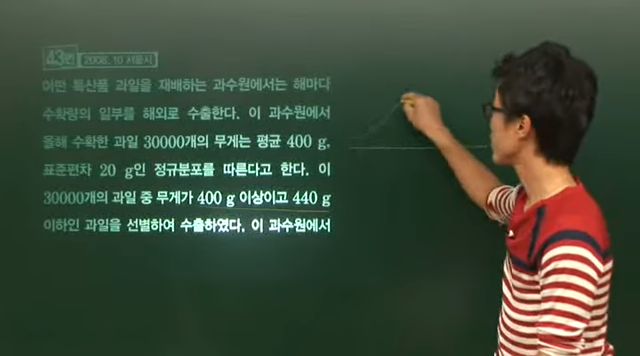 43번 2008. 10 서울시
어떤 특산품 과일을 재배하는 과수원에서는 해마다
수확량의 일부를 해외로 수출한다. 이 과수원에서
올해 수확한 과일 30000개의 무게는 평균 400 g,
표준편차 20 g인 정규분포를 따른다고 한다. 이
30000개의 과일 중 무게가 400 g 이상이고 440 g
이하인 과일을 선별하여 수출하였다. 이 과수원에서